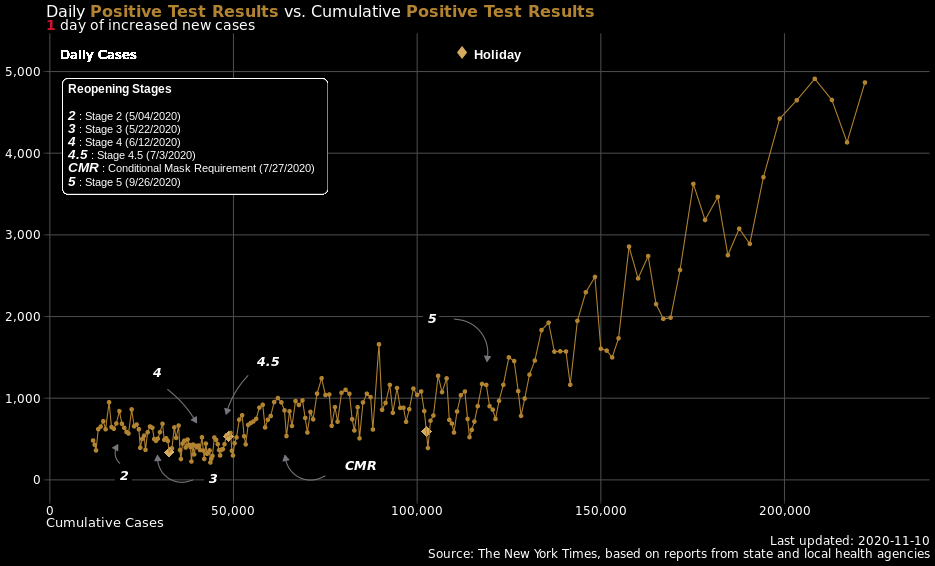 Daily Positive Test Results vs. Cumulative Positive Test Results
1 day of increased new cases
Daily Cases
Holiday
5,000
Reopening Stages
2 : Stage 2 (5/04/2020)
3 : Stage 3 (5/22/2020)
4 : Stage 4 (6/12/2020)
4.5 : Stage 4.5 (7/3/2020)
CMR : Conditional Mask Requirement (7/27/2020)
5 : Stage 5 (9/26/2020)
4,000
3,000
2,000
5
4.5
4
1,000
CMR
2
3
0
0 50,000 100,000 150,000 200,000
Cumulative Cases
Last updated: 2020-11-10
Source: The New York Times, based on reports from state and local health agencies